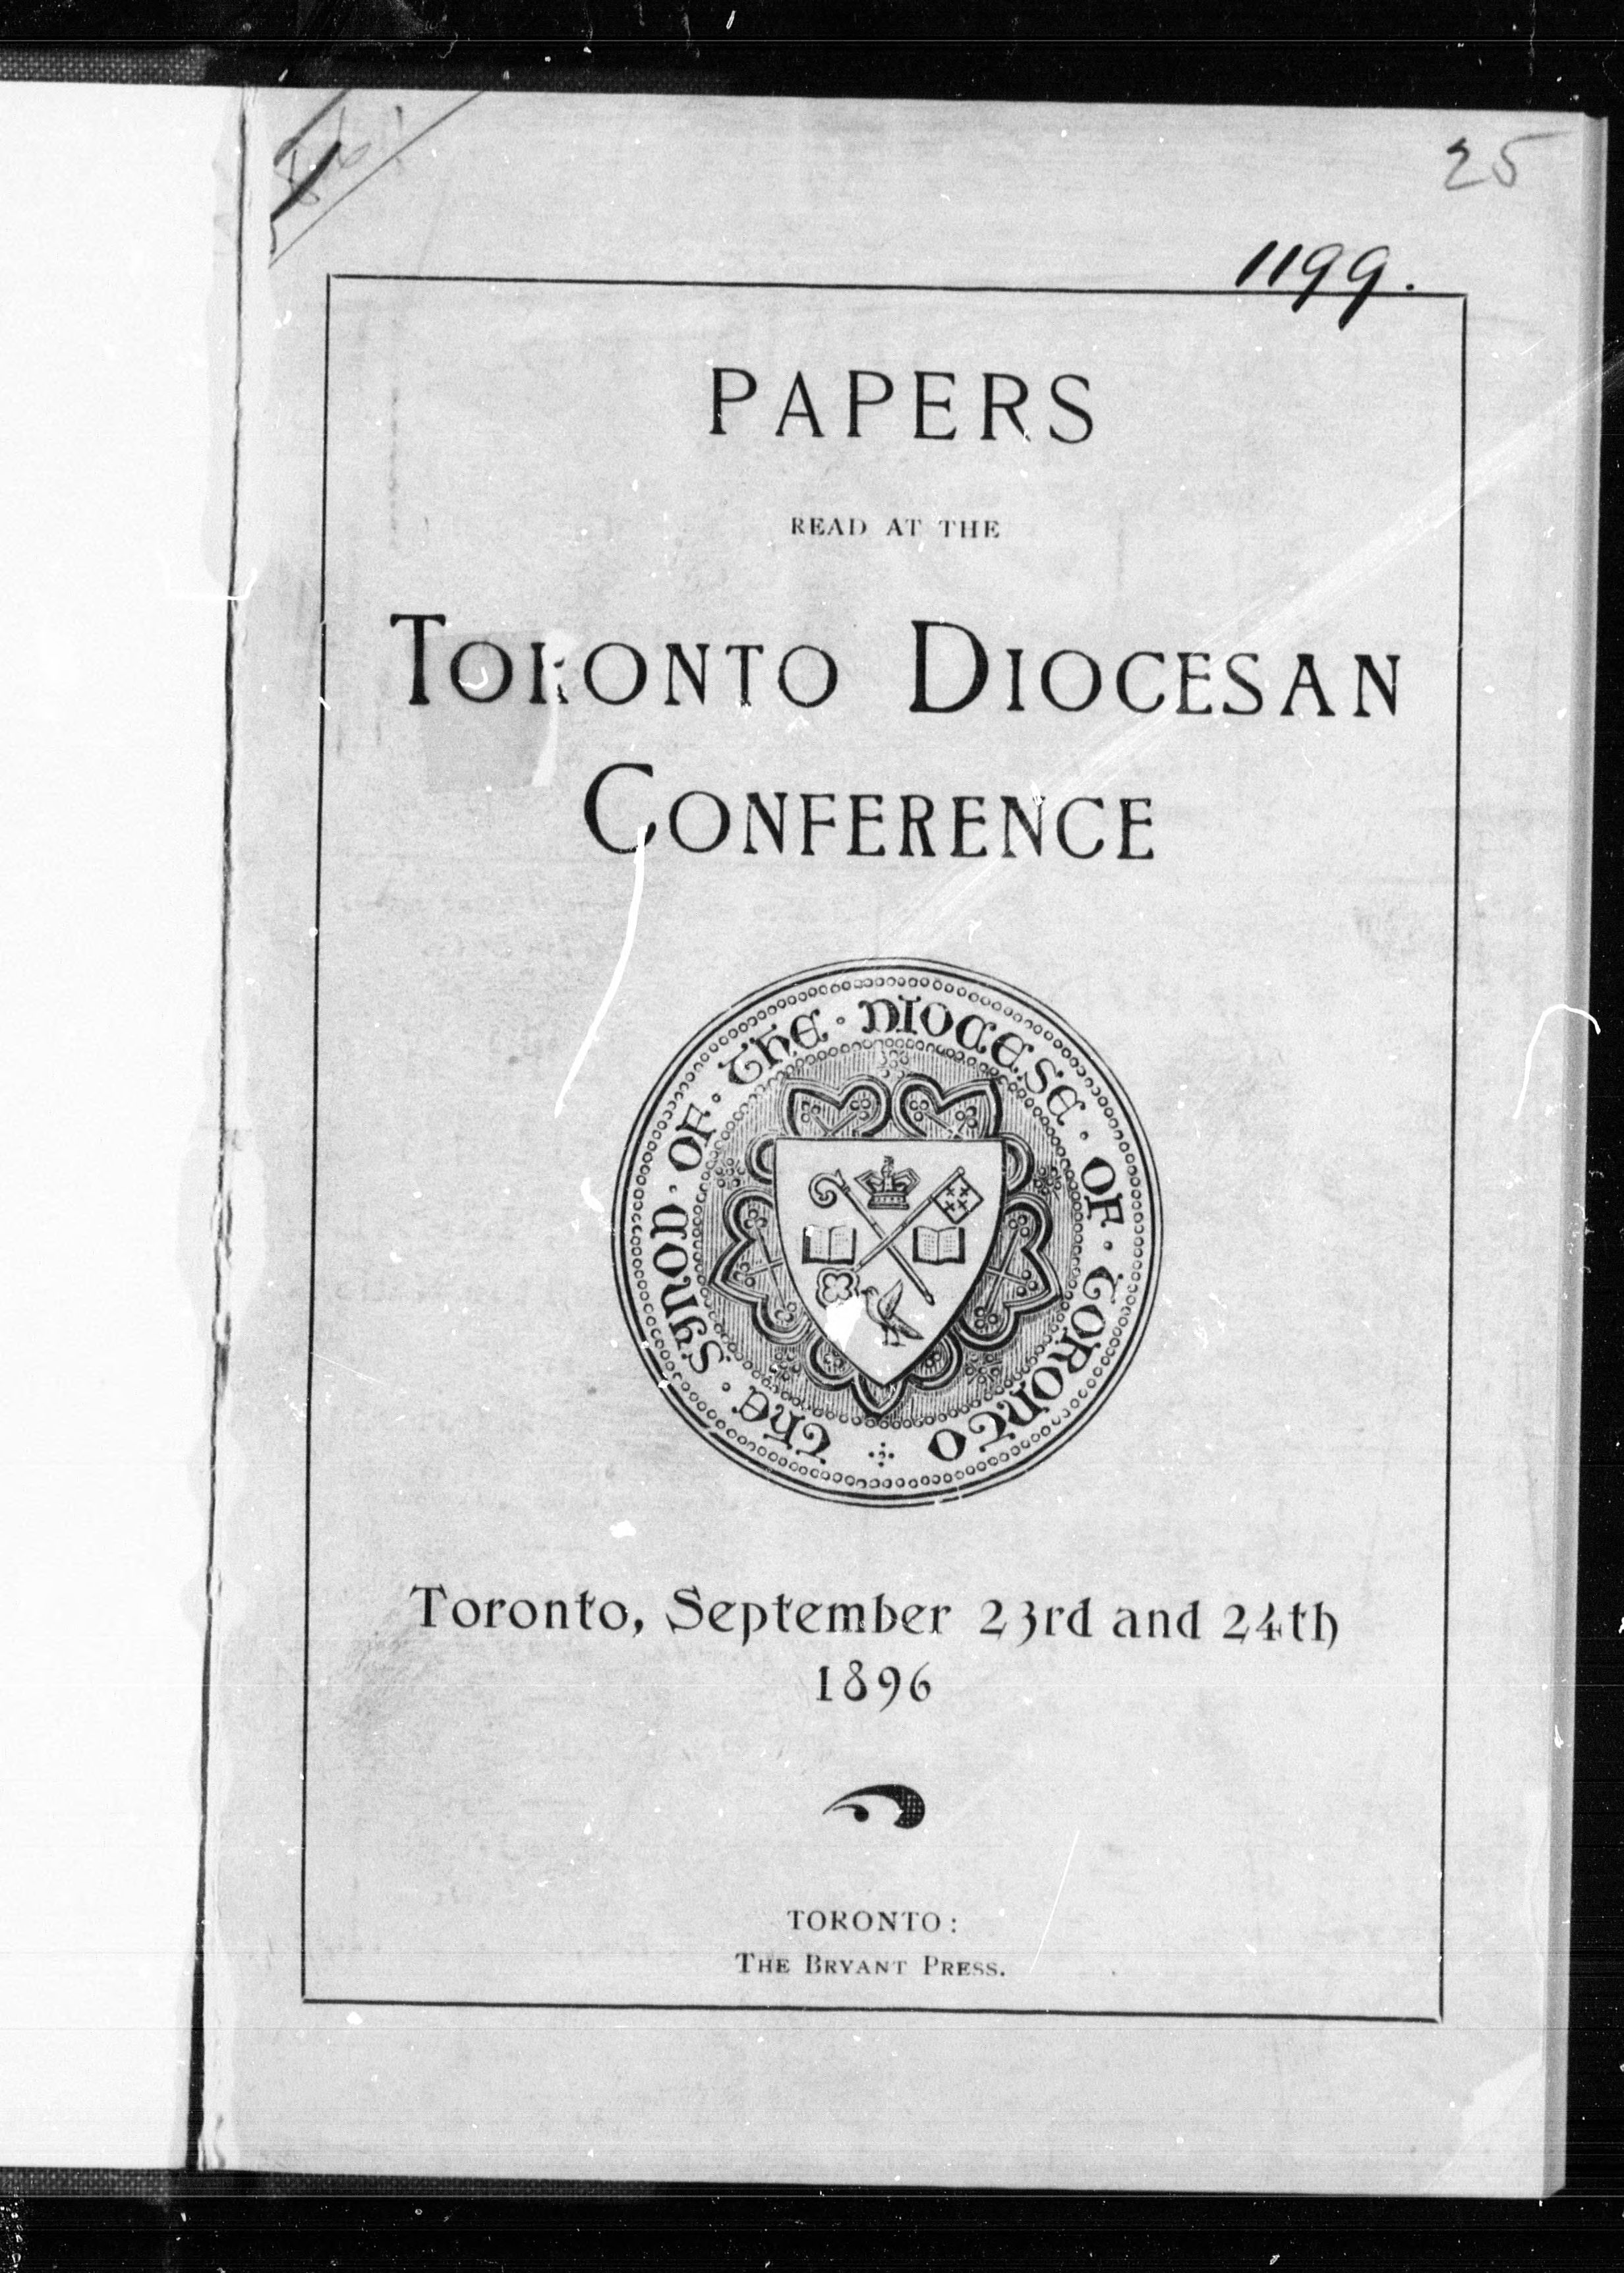 25
1199.
PAPERS
READ AT THE
TORONTO DIOCESAN
CONFERENCE
THE · SYNOD · OF · THE · DIOCESE · OF · TORONTO
Toronto, September 23rd and 24th
1896
TORONTO:
THE BRYANT PRESS.